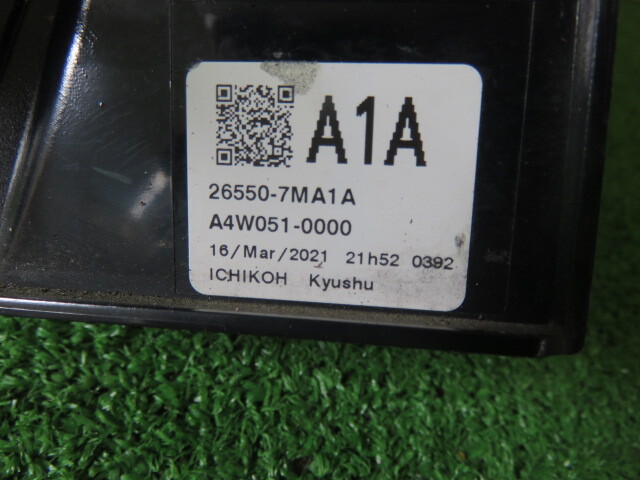 A1A
26550-7MA1A
A4W051-0000
16/Mar/2021 21h52 0392
ICHIKOH Kyushu